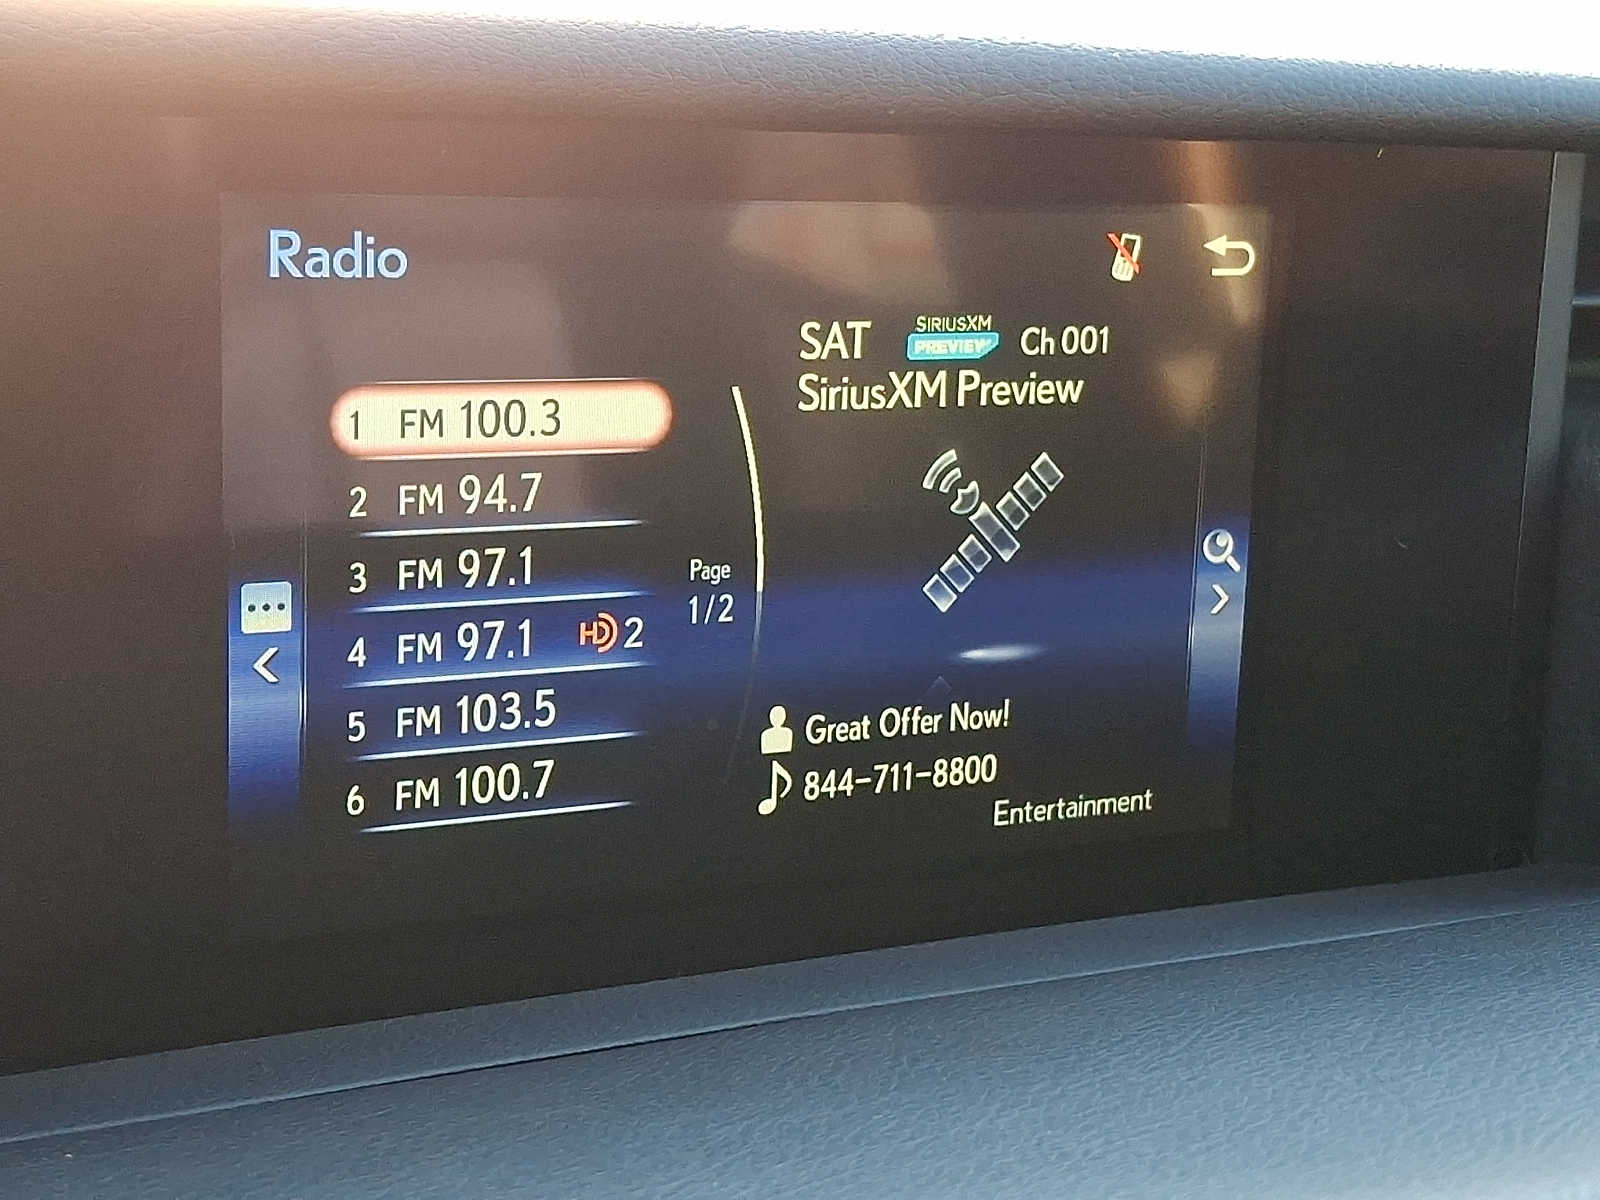 Radio
1 FM 100.3
2 FM 94.7
3 FM 97.1
4 FM 97.1 HD 2
5 FM 103.5
6 FM 100.7
Page
1/2
SAT SIRIUSXM PREVIEW Ch 001
SiriusXM Preview
Great Offer Now!
844-711-8800
Entertainment